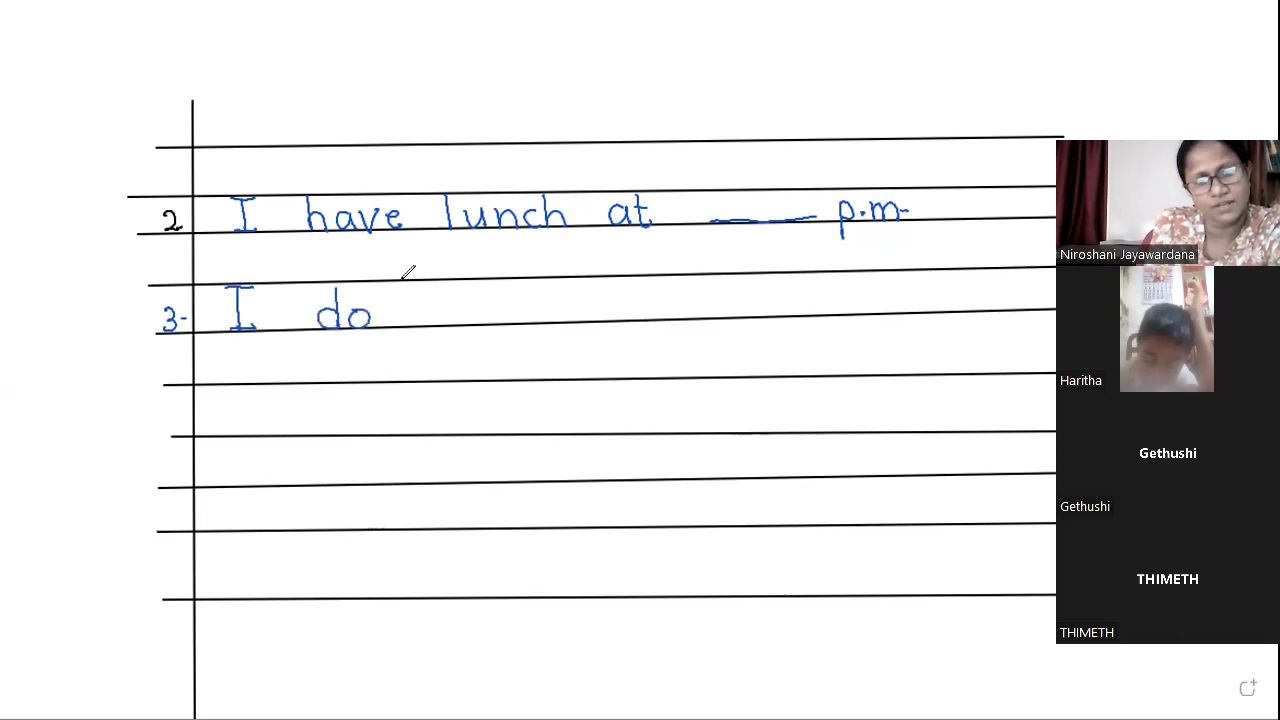 2 I have lunch at ____ p.m.
3. I do
Niroshani Jayawardana
Haritha
Gethushi
Gethushi
THIMETH
THIMETH